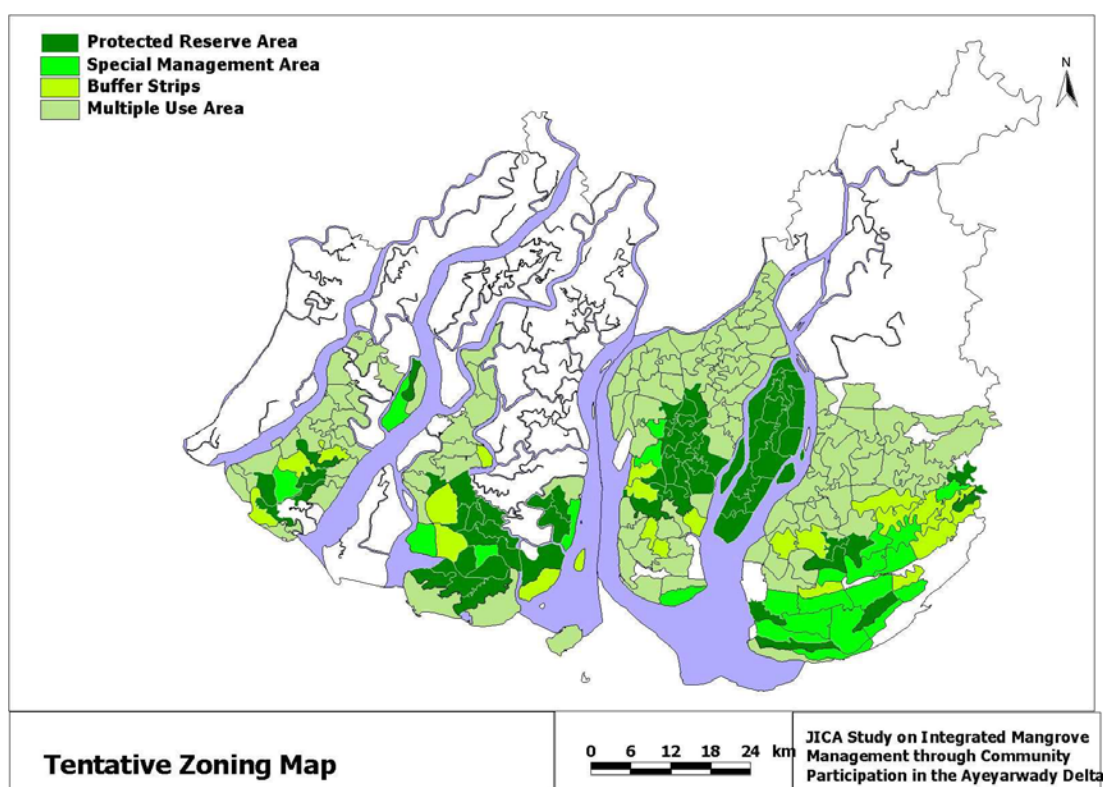 Protected Reserve Area
Special Management Area
Buffer Strips
Multiple Use Area
N
Tentative Zoning Map
0 6 12 18 24 km
JICA Study on Integrated Mangrove
Management through Community
Participation in the Ayeyarwady Delta